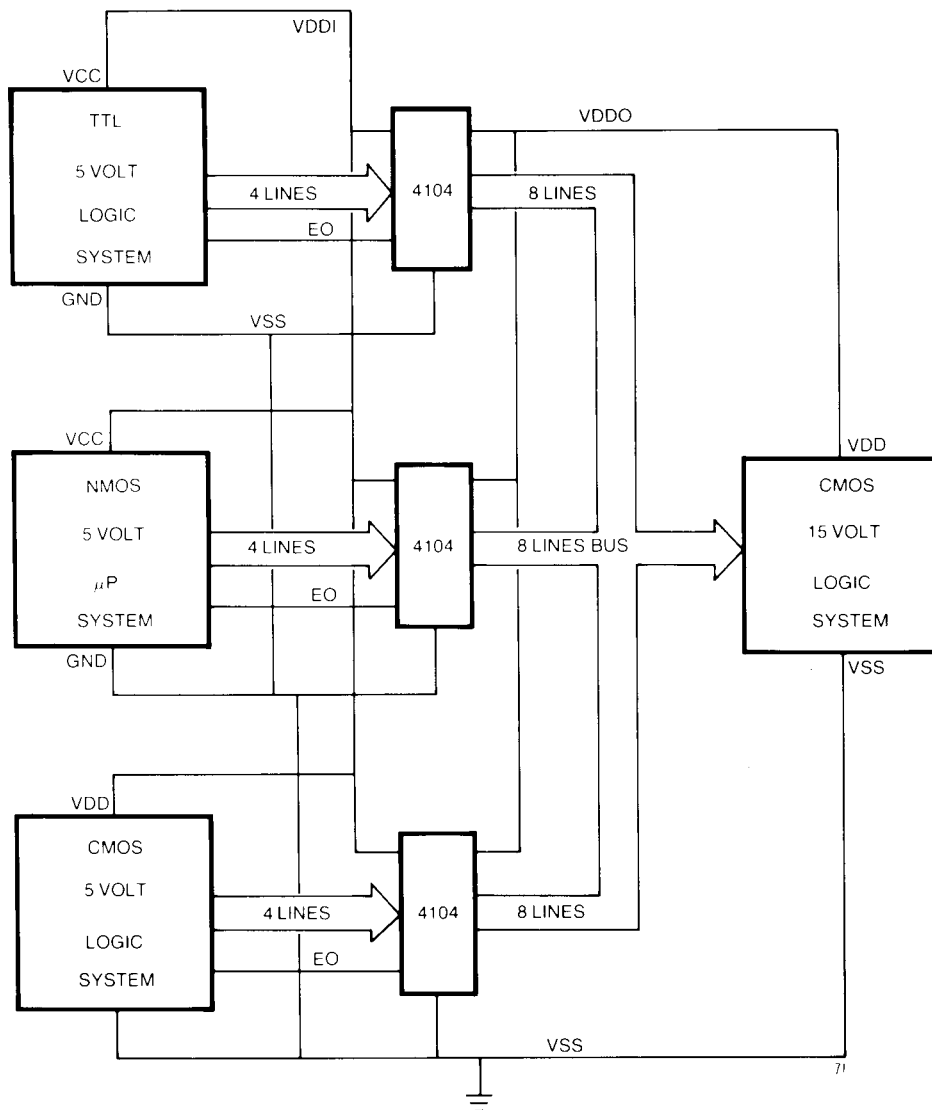 VDDI
VCC
TTL
5 VOLT
LOGIC
SYSTEM
4 LINES
EO
4104
VDDO
8 LINES
GND
VSS
VCC
NMOS
5 VOLT
μP
SYSTEM
4 LINES
EO
4104
8 LINES BUS
GND
VDD
CMOS
15 VOLT
LOGIC
SYSTEM
VSS
VDD
CMOS
5 VOLT
LOGIC
SYSTEM
4 LINES
EO
4104
8 LINES
VSS
71